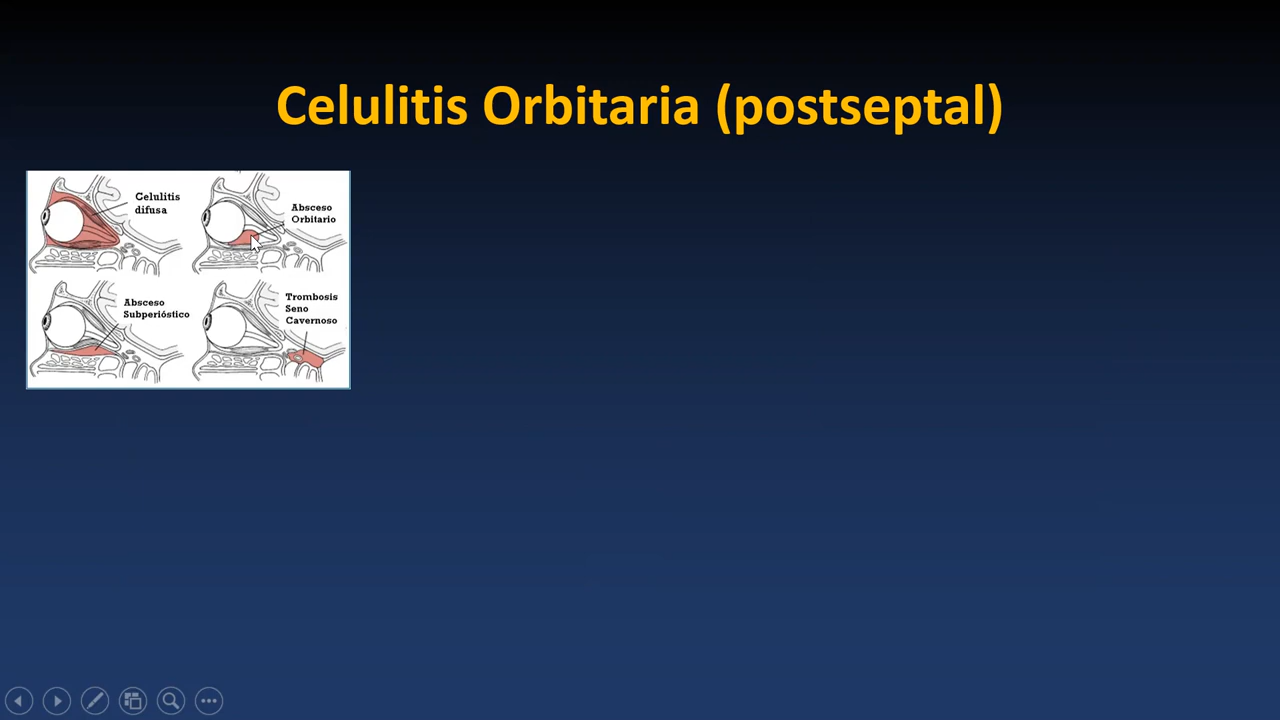 Celulitis Orbitaria (postseptal)
Celulitis
difusa
Absceso
Orbitario
Absceso
Subperióstico
Trombosis
Seno
Cavernoso